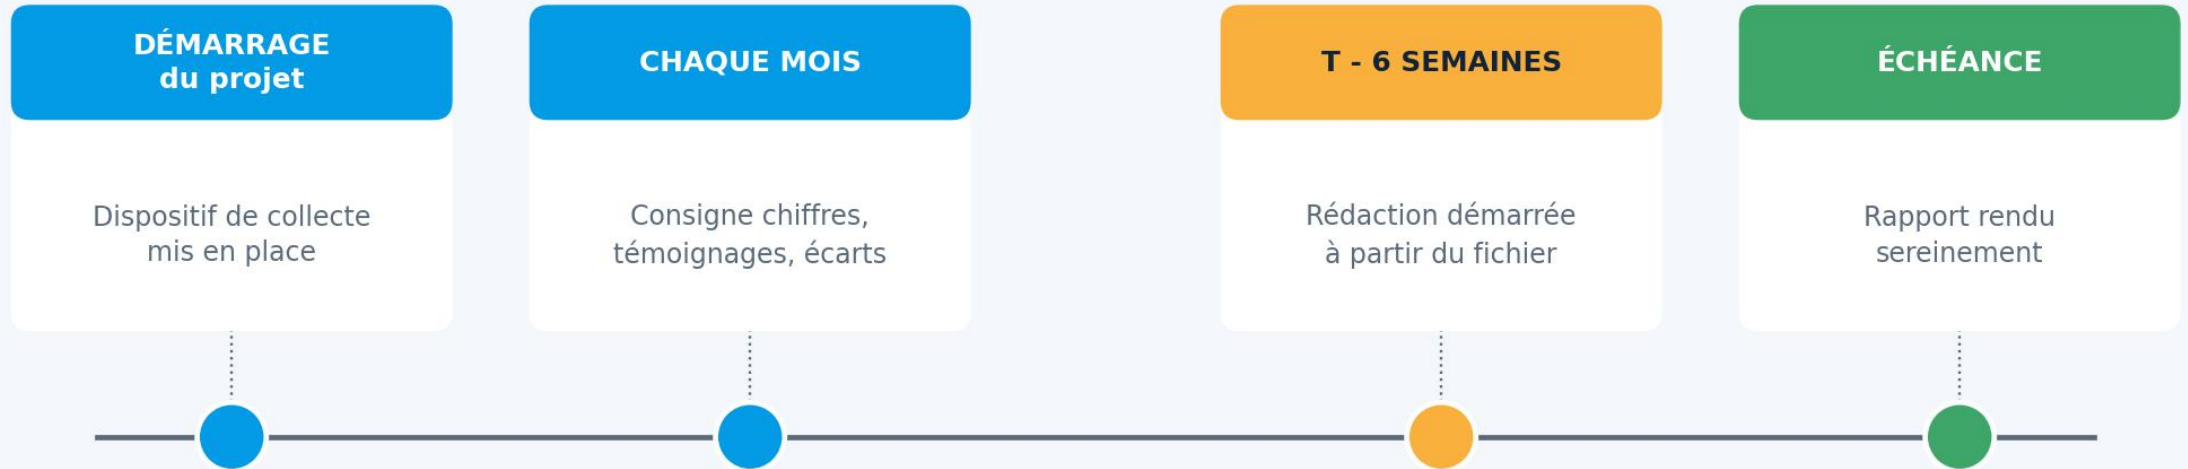 DÉMARRAGE
du projet
Dispositif de collecte
mis en place
CHAQUE MOIS
Consigne chiffres,
témoignages, écarts
T - 6 SEMAINES
Rédaction démarrée
à partir du fichier
ÉCHÉANCE
Rapport rendu
sereinement